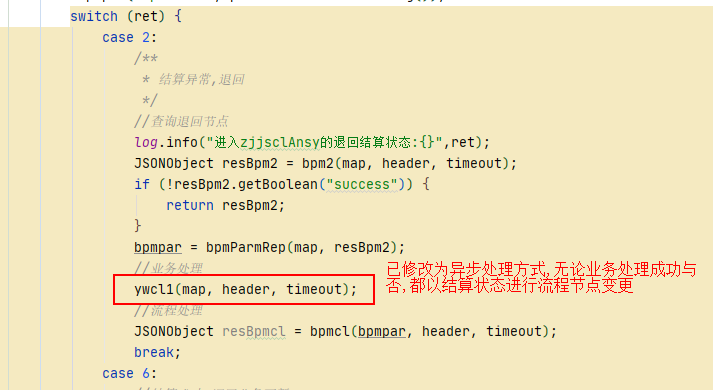 switch (ret) {
case 2:
/**
* 结算异常,退回
*/
//查询退回节点
log.info("进入zjjsclAnsy的退回结算状态:{}",ret);
JSONObject resBpm2 = bpm2(map, header, timeout);
if (!resBpm2.getBoolean("success")) {
return resBpm2;
}
bpmpar = bpmParmRep(map, resBpm2);
//业务处理
ywcl1(map, header, timeout);
已修改为异步处理方式,无论业务处理成功与
否,都以结算状态进行流程节点变更
//流程处理
JSONObject resBpmcl = bpmcl(bpmpar, header, timeout);
break;
case 6: